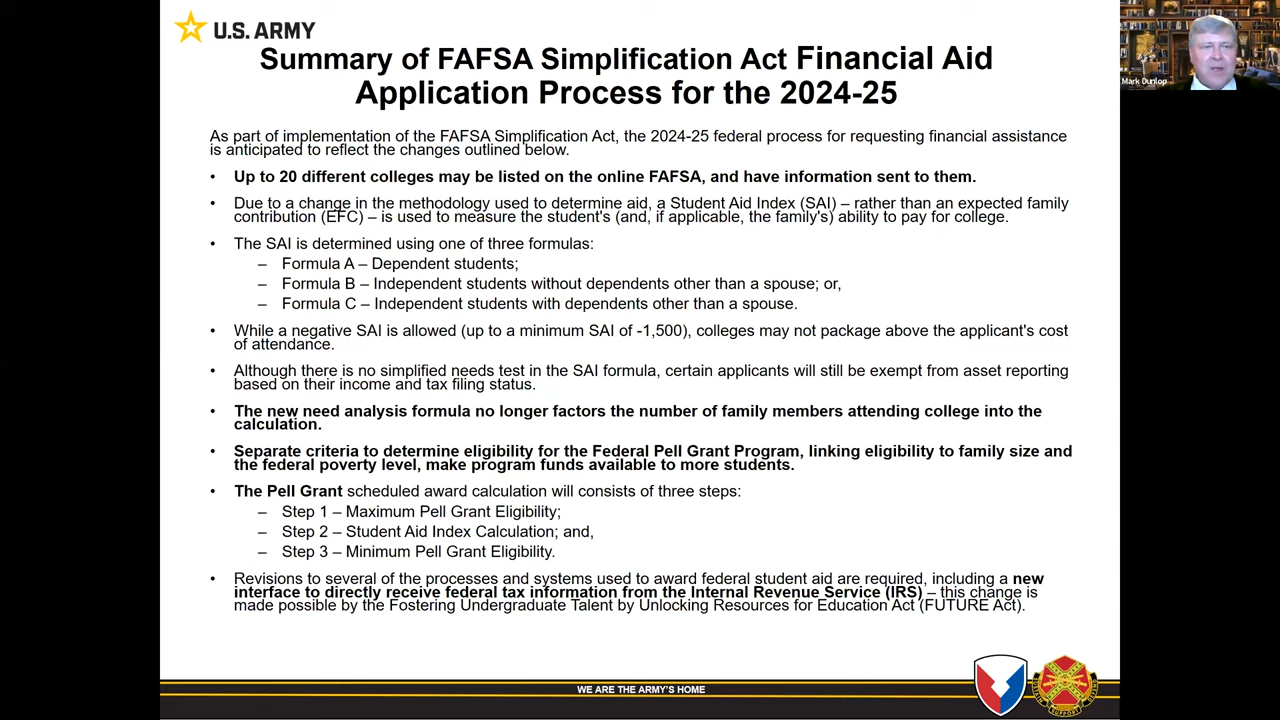 U.S. ARMY
Summary of FAFSA Simplification Act Financial Aid
Application Process for the 2024-25
Mark Dunlop
As part of implementation of the FAFSA Simplification Act, the 2024-25 federal process for requesting financial assistance
is anticipated to reflect the changes outlined below.
• Up to 20 different colleges may be listed on the online FAFSA, and have information sent to them.
• Due to a change in the methodology used to determine aid, a Student Aid Index (SAI) – rather than an expected family
contribution (EFC) – is used to measure the student's (and, if applicable, the family's) ability to pay for college.
• The SAI is determined using one of three formulas:
– Formula A – Dependent students;
– Formula B – Independent students without dependents other than a spouse; or,
– Formula C – Independent students with dependents other than a spouse.
• While a negative SAI is allowed (up to a minimum SAI of -1,500), colleges may not package above the applicant's cost
of attendance.
• Although there is no simplified needs test in the SAI formula, certain applicants will still be exempt from asset reporting
based on their income and tax filing status.
• The new need analysis formula no longer factors the number of family members attending college into the
calculation.
• Separate criteria to determine eligibility for the Federal Pell Grant Program, linking eligibility to family size and
the federal poverty level, make program funds available to more students.
• The Pell Grant scheduled award calculation will consists of three steps:
– Step 1 – Maximum Pell Grant Eligibility;
– Step 2 – Student Aid Index Calculation; and,
– Step 3 – Minimum Pell Grant Eligibility.
• Revisions to several of the processes and systems used to award federal student aid are required, including a new
interface to directly receive federal tax information from the Internal Revenue Service (IRS) – this change is
made possible by the Fostering Undergraduate Talent by Unlocking Resources for Education Act (FUTURE Act).
WE ARE THE ARMY'S HOME